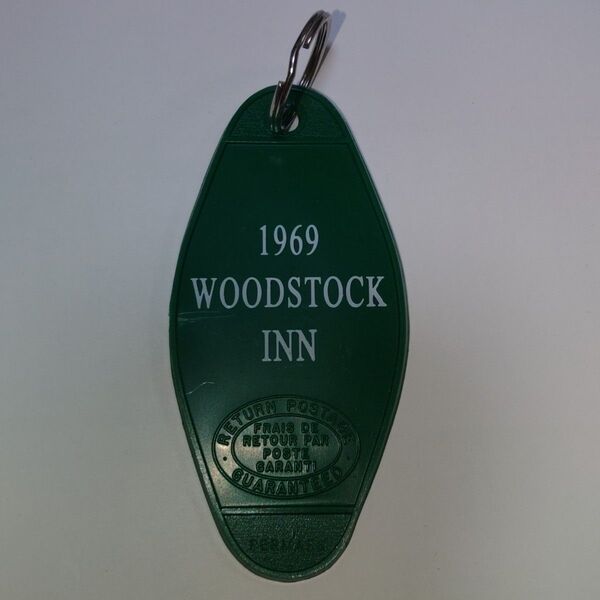 1969
WOODSTOCK
INN
RETURN POSTAGE
FRAIS DE
RETOUR PAR
POSTE
GARANTI
GUARANTEED